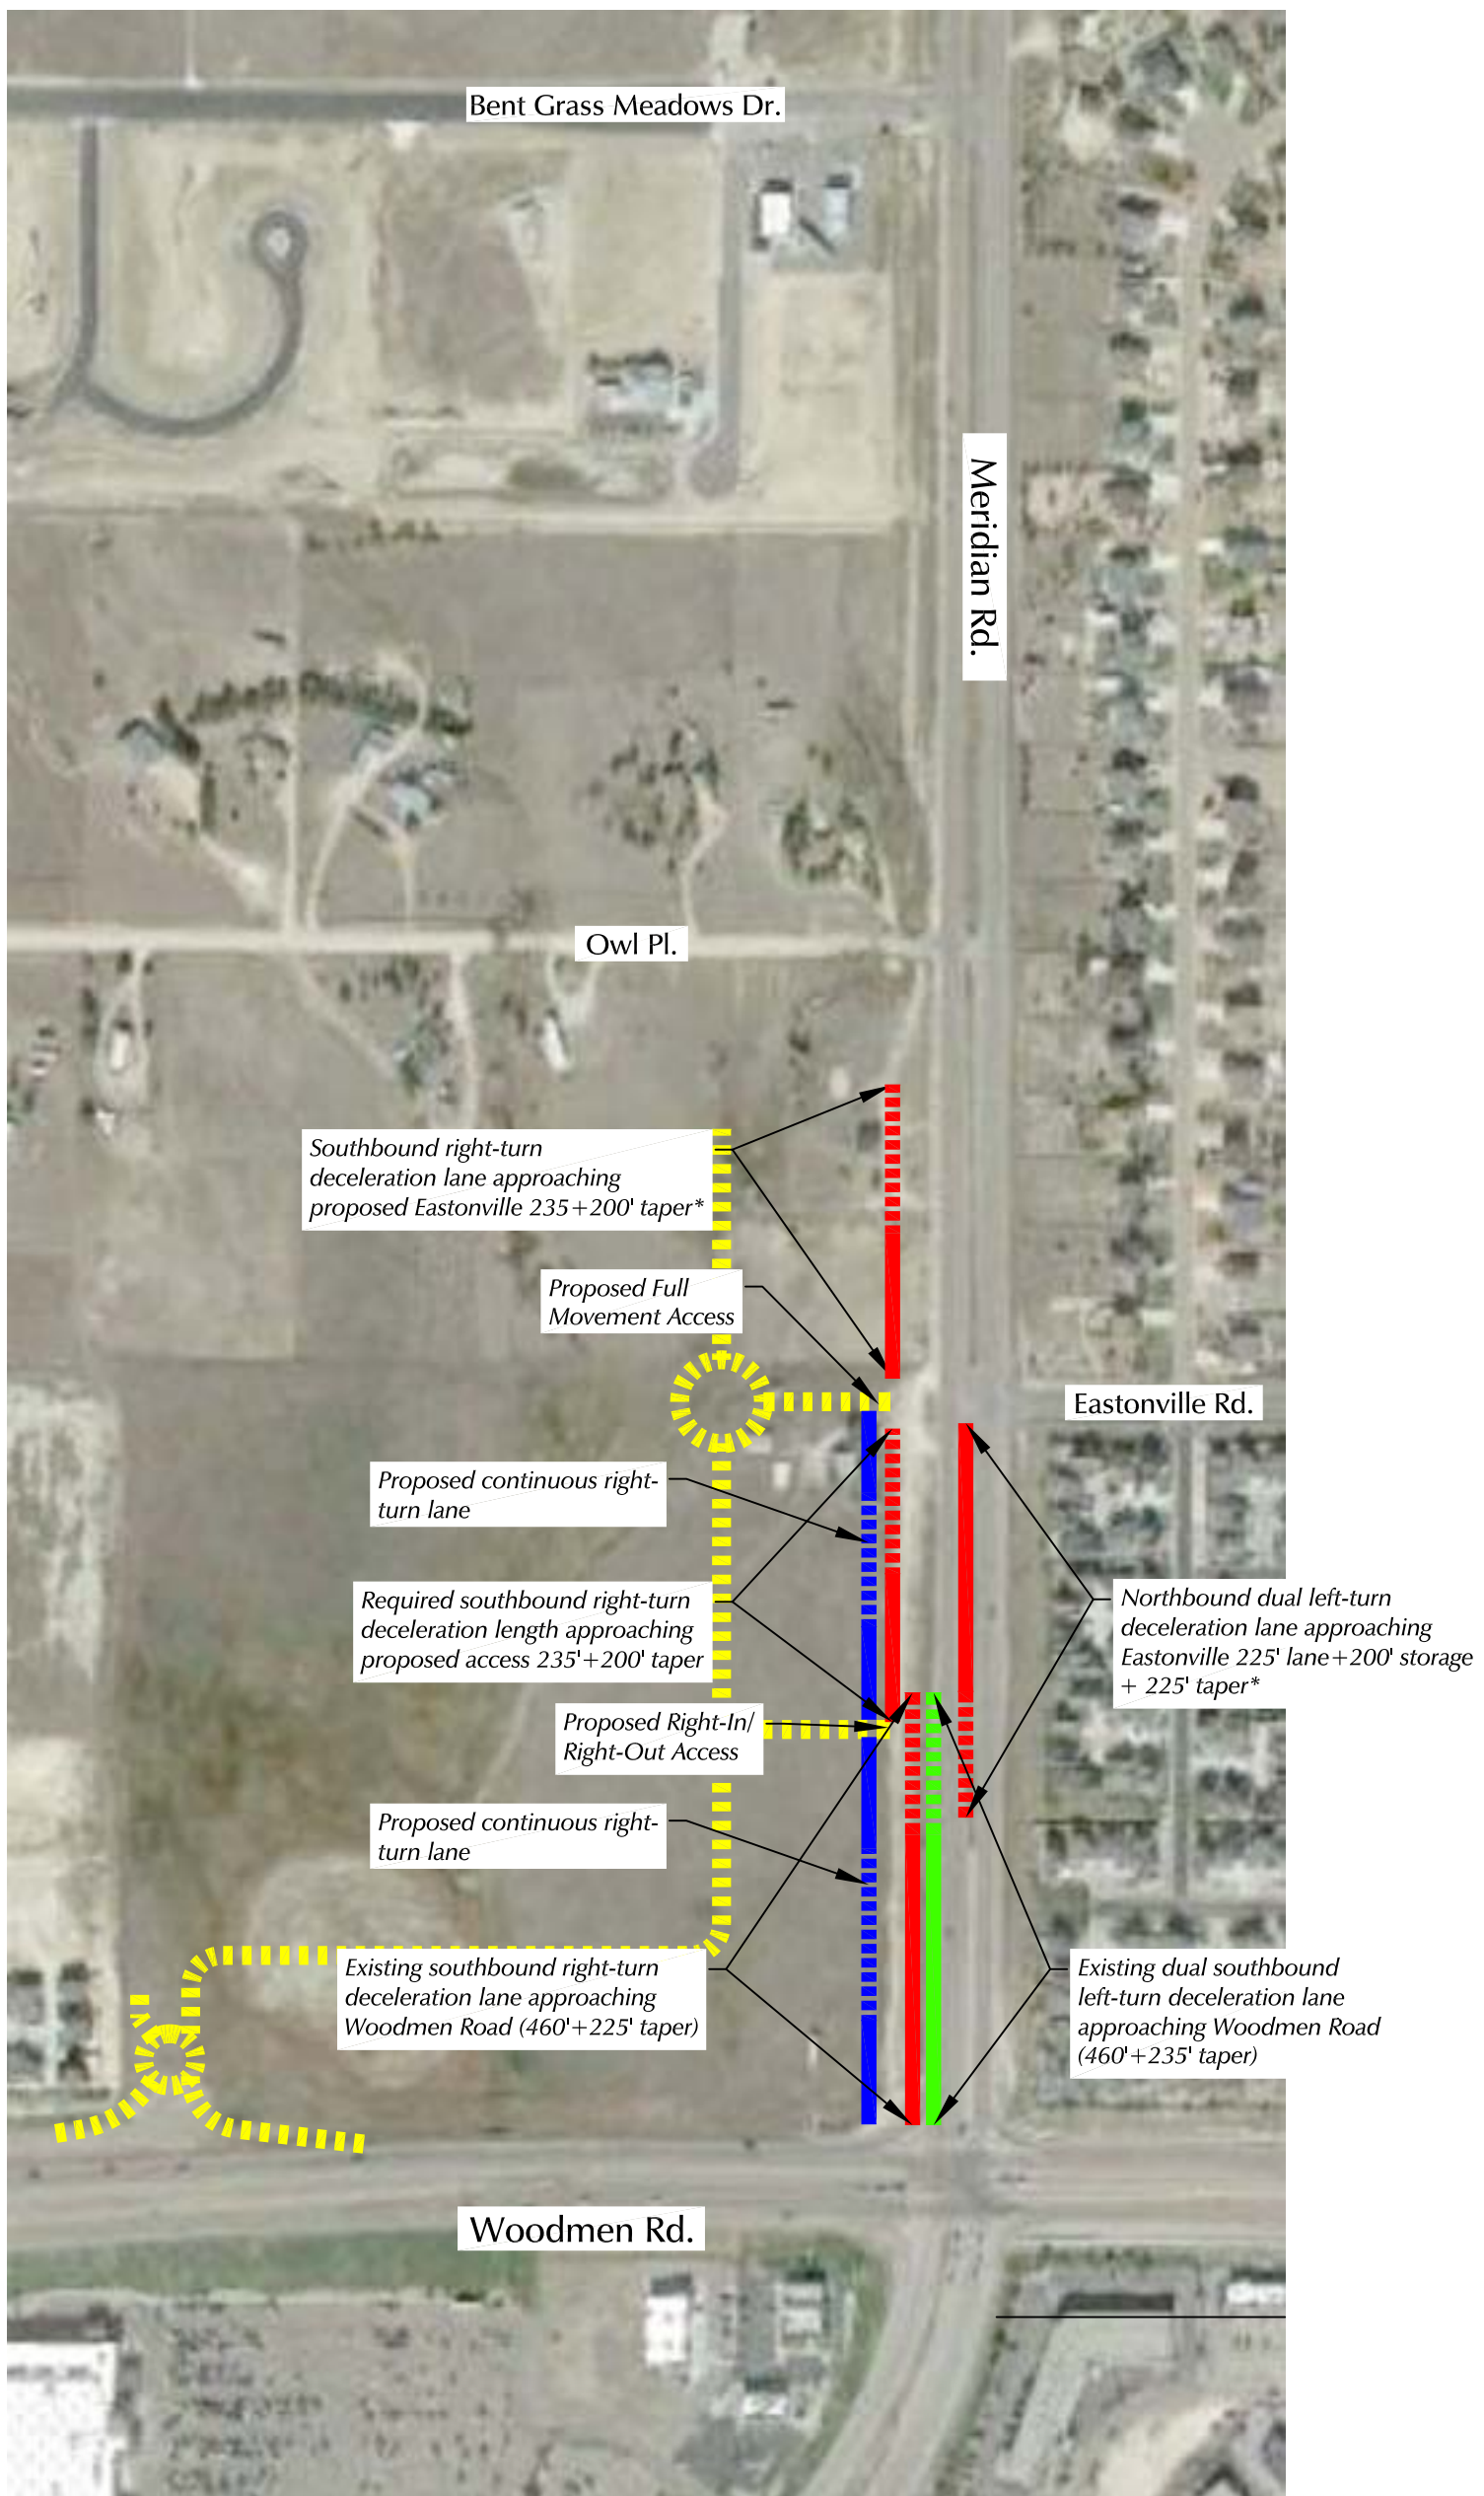 Bent Grass Meadows Dr.
Meridian Rd.
Owl Pl.
Southbound right-turn
deceleration lane approaching
proposed Eastonville 235+200' taper*
Proposed Full
Movement Access
Eastonville Rd.
Proposed continuous right-
turn lane
Required southbound right-turn
deceleration length approaching
proposed access 235'+200' taper
Northbound dual left-turn
deceleration lane approaching
Eastonville 225' lane+200' storage
+ 225' taper*
Proposed Right-In/
Right-Out Access
Proposed continuous right-
turn lane
Existing southbound right-turn
deceleration lane approaching
Woodmen Road (460'+225' taper)
Existing dual southbound
left-turn deceleration lane
approaching Woodmen Road
(460'+235' taper)
Woodmen Rd.